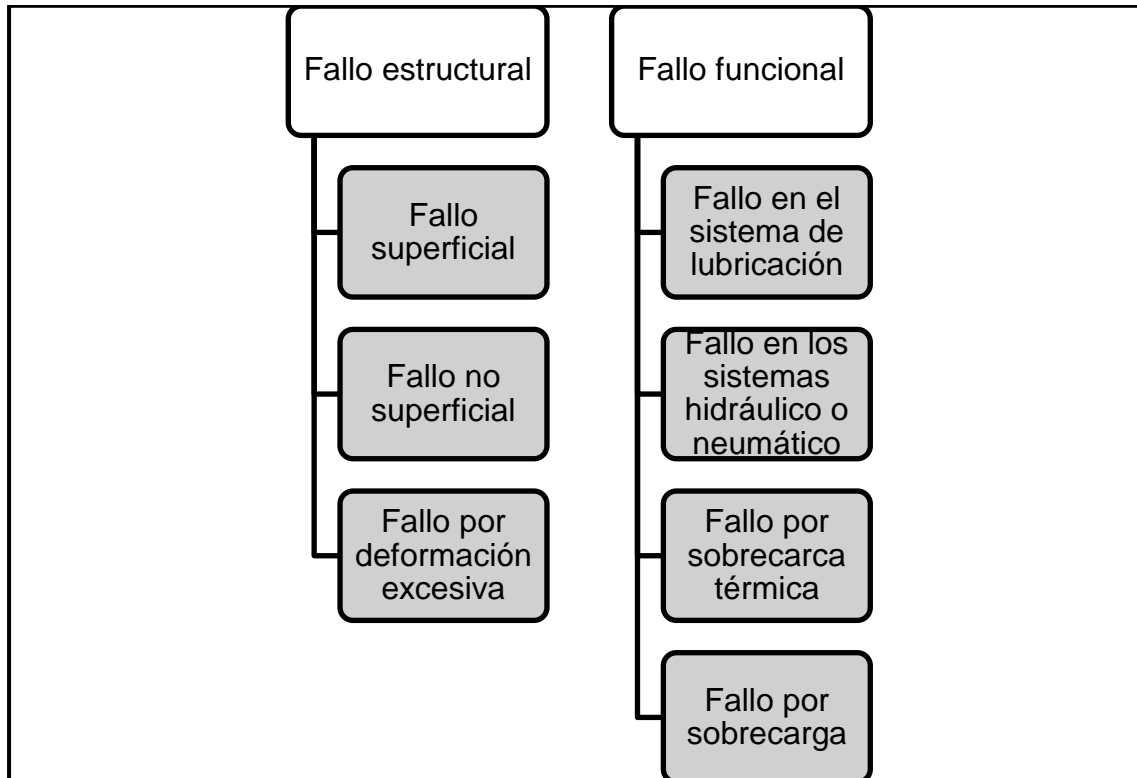 Fallo estructural
Fallo
superficial
Fallo no
superficial
Fallo por
deformación
excesiva
Fallo funcional
Fallo en el
sistema de
lubricación
Fallo en los
sistemas
hidráulico o
neumático
Fallo por
sobrecarca
térmica
Fallo por
sobrecarga